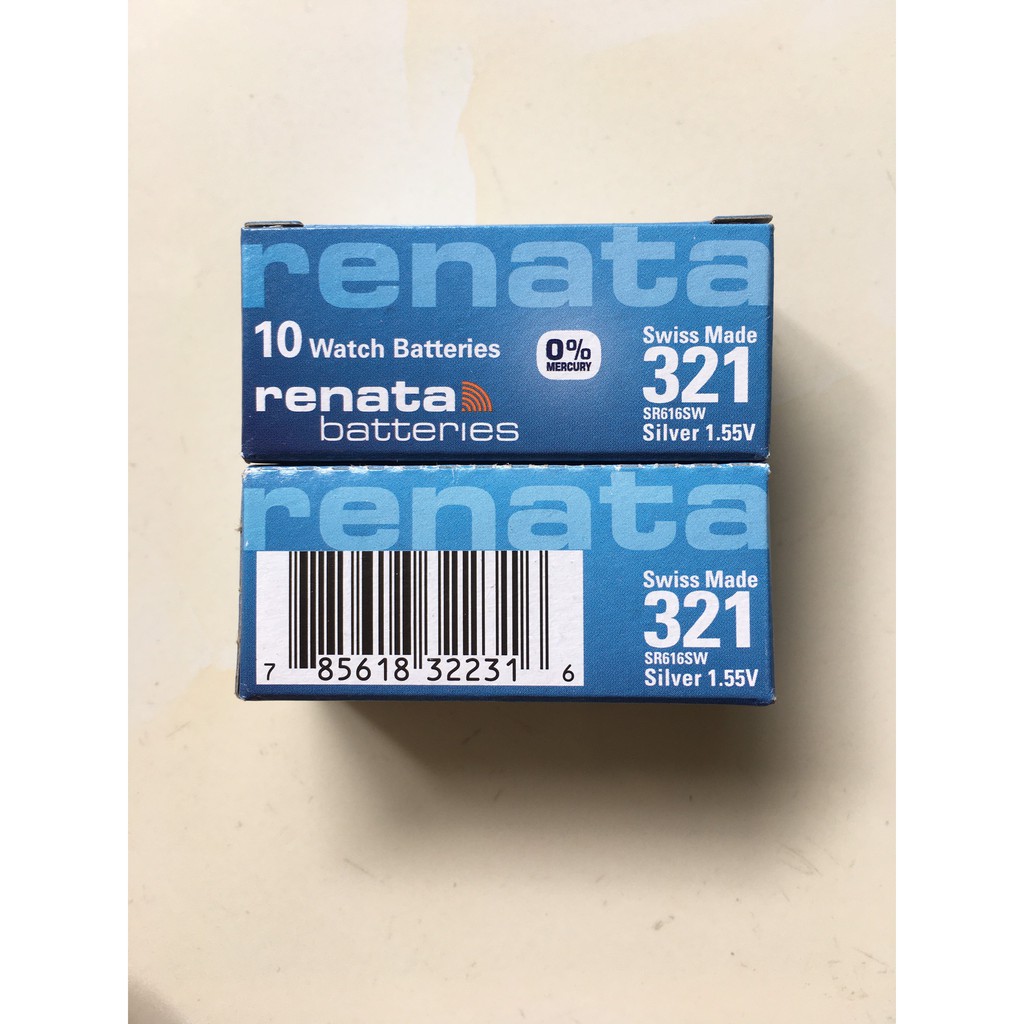 renata
10 Watch Batteries
0%
MERCURY
renata
batteries
Swiss Made
321
SR616SW
Silver 1.55V
renata
7 85618 32231 6
Swiss Made
321
SR616SW
Silver 1.55V